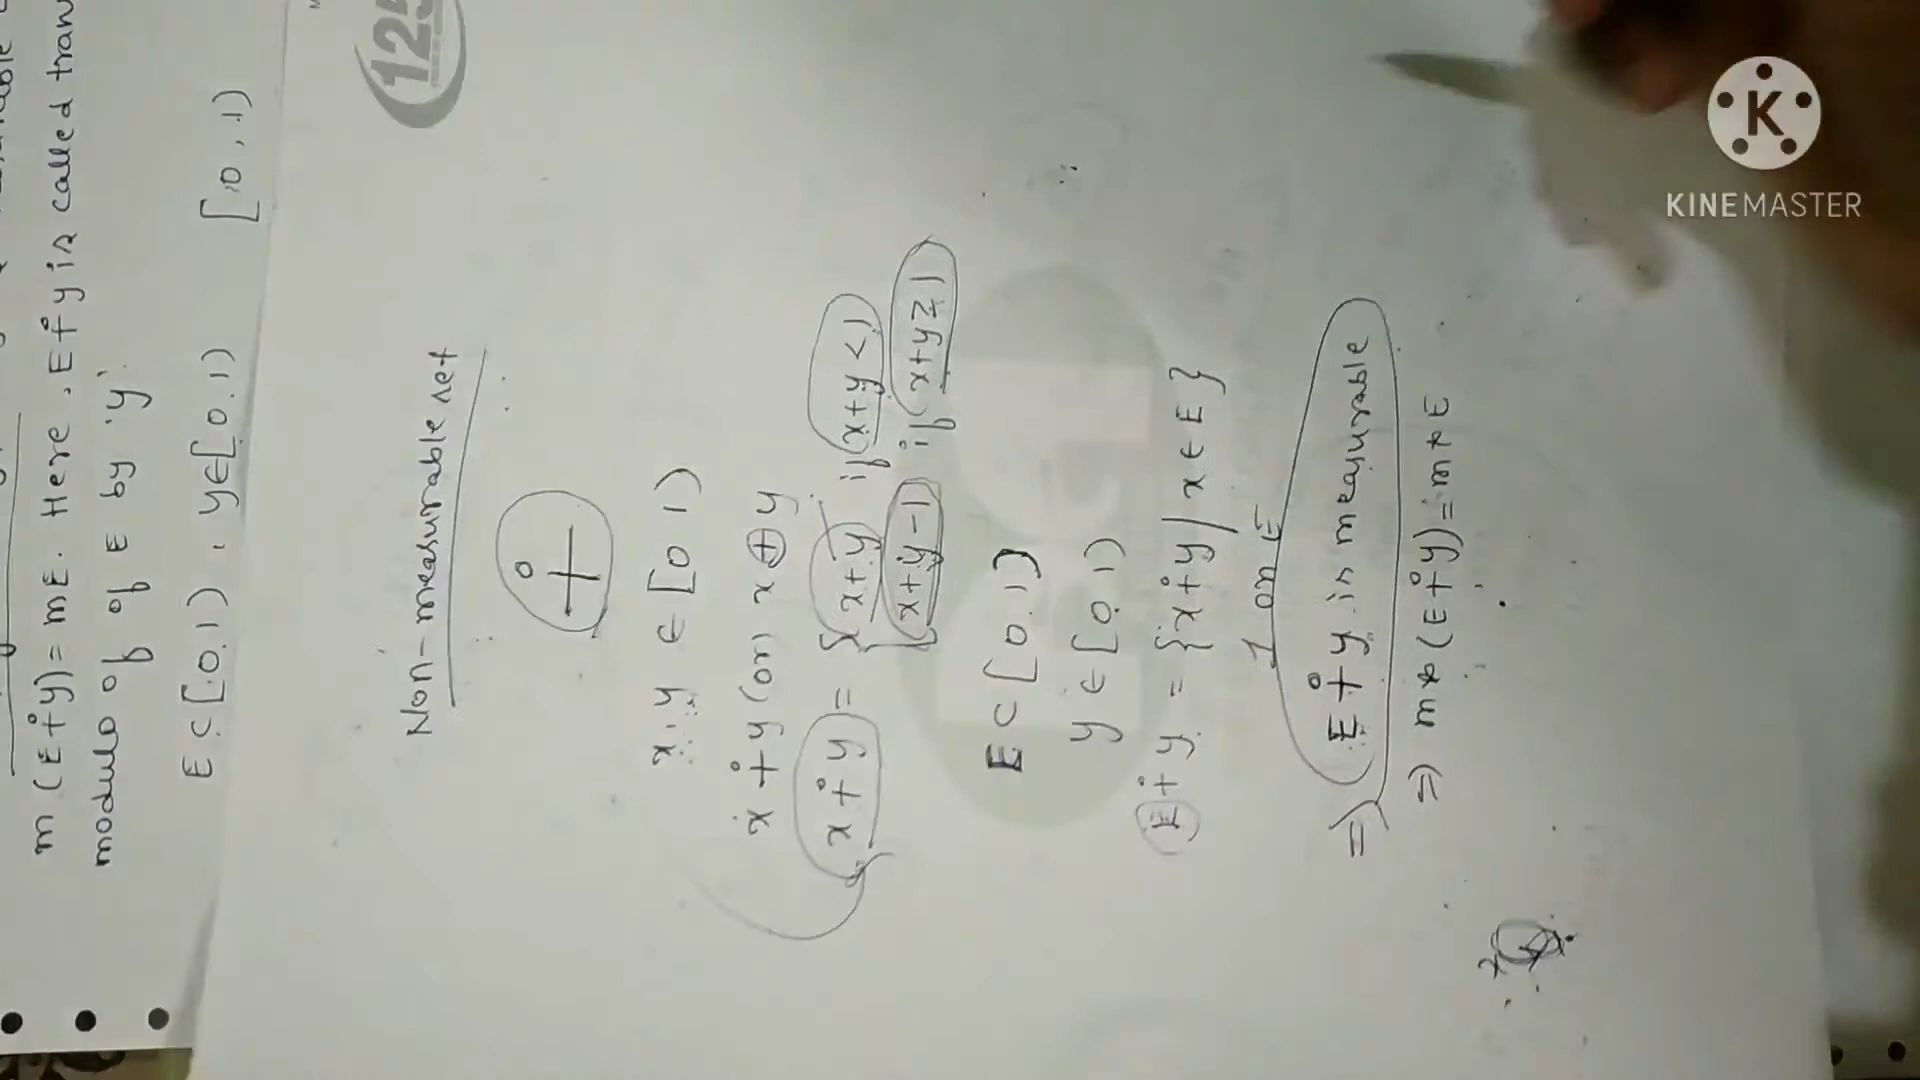 m(E∔y) = mE. Here, E∔y is called tran
modulo of of E by 'y'
E ⊂ [0.1), y∈[0.1) [0,1)
125
Non-measurable set
∔
x,y ∈ [0 1)
x∔y (or) x⊕y
x∔y = { x+y if x+y<1
x+y-1 if x+y≥1
E ⊂ [0.1)
y ∈ [0.1)
E∔y = {x∔y / x∈E}
1 on E
⇒ E∔y is measurable
⇒ m*(E∔y) = m*E
K
KINEMASTER